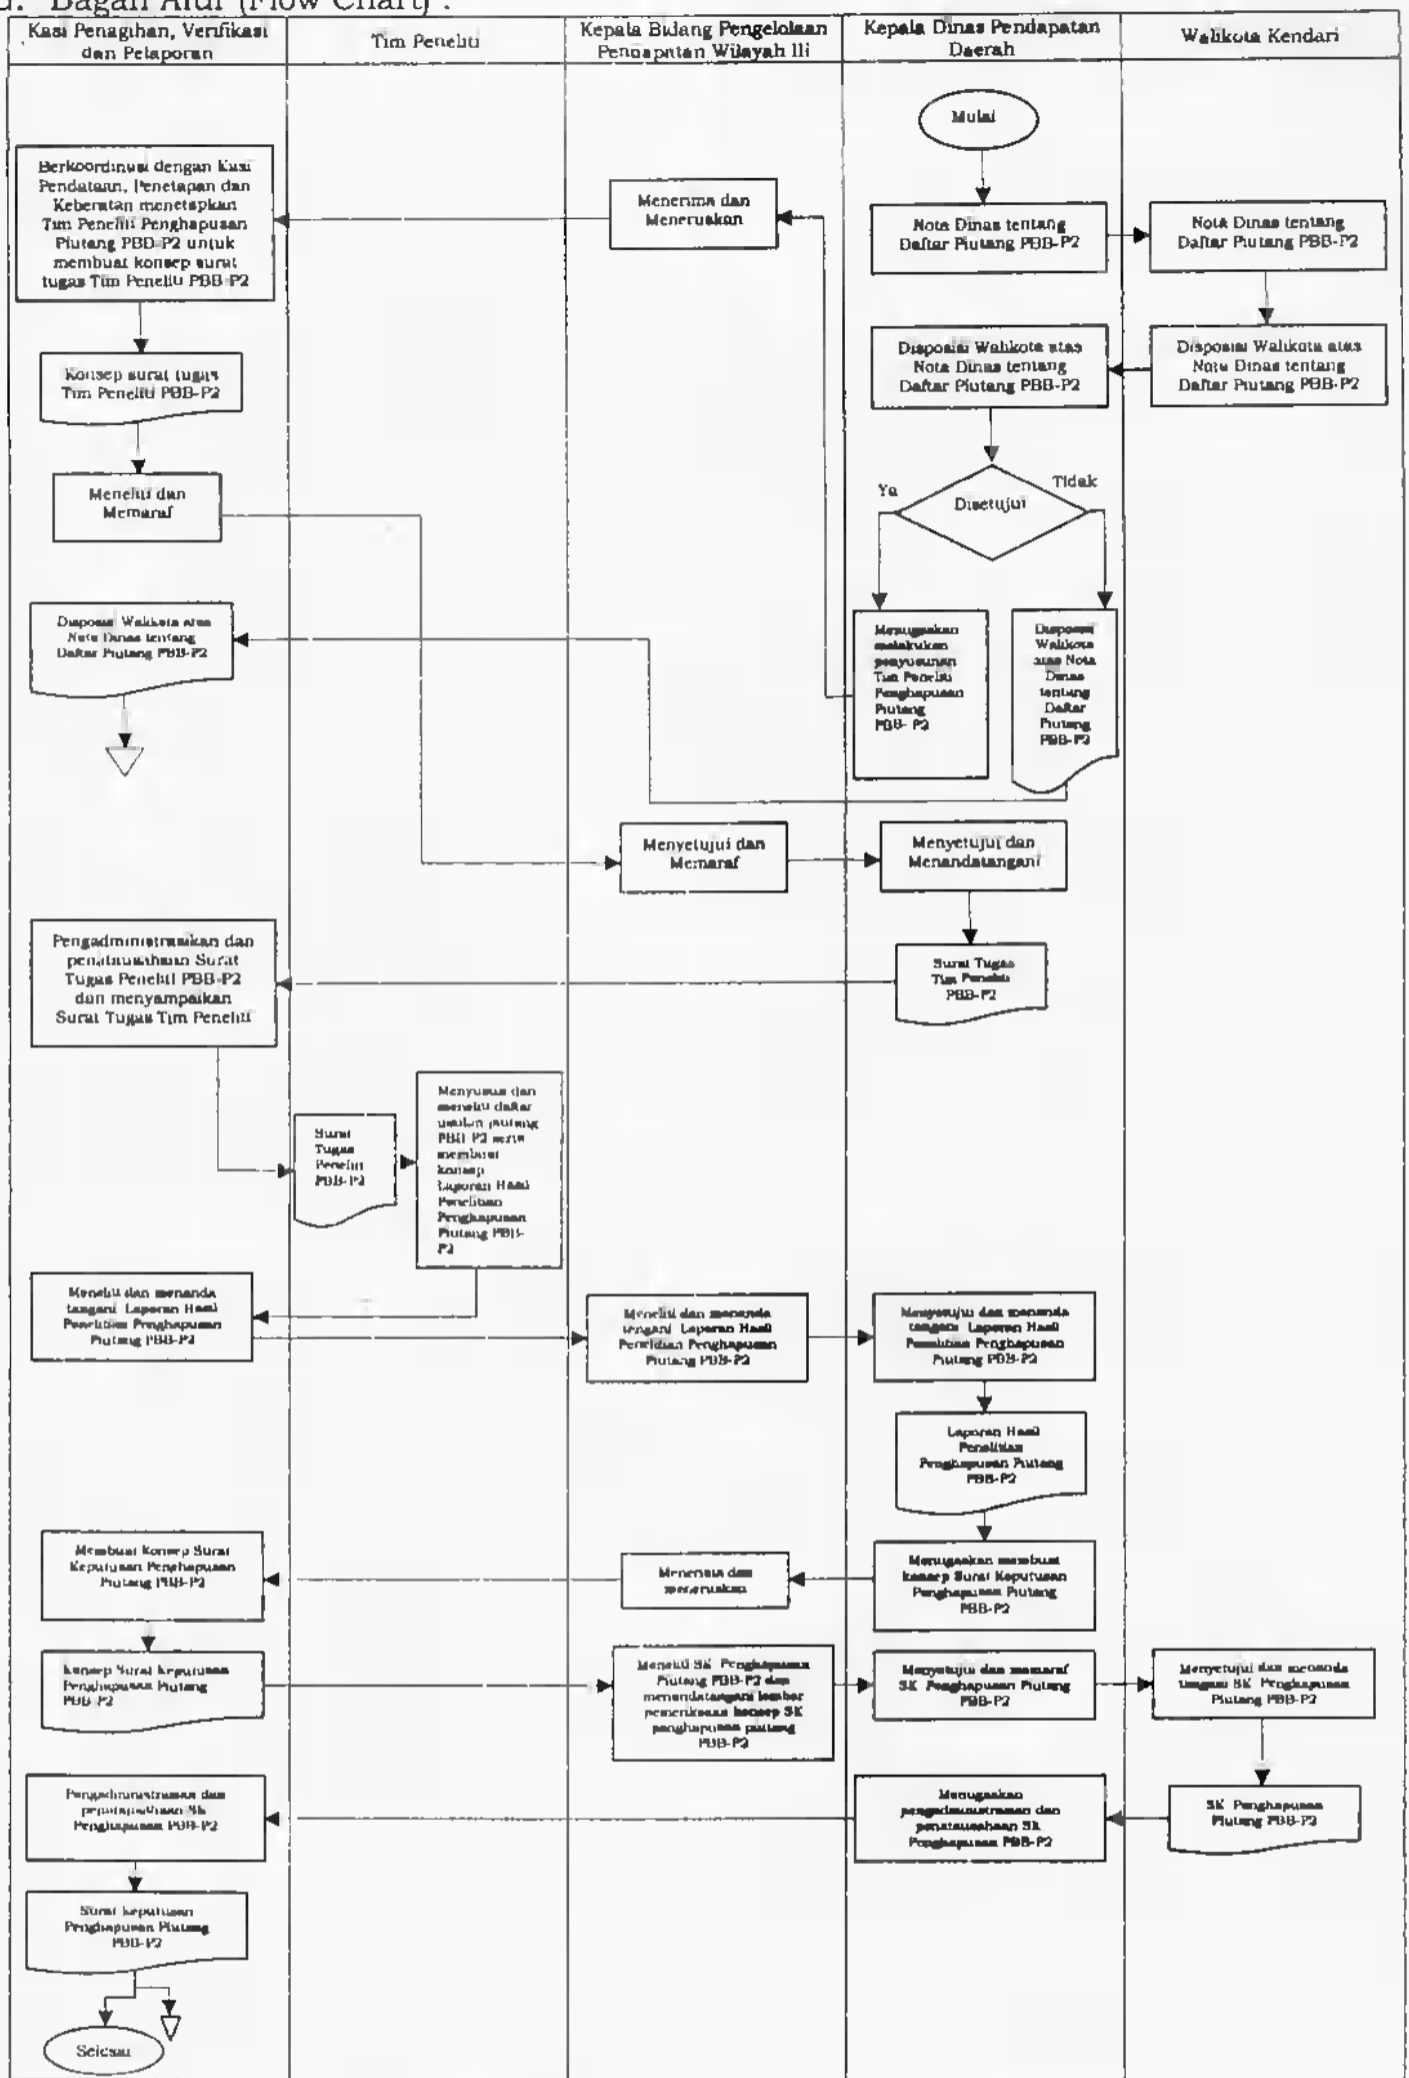 d. Bagan Alur (Flow Chart) :
Kasi Penagihan, Verifikasi
dan Pelaporan
Tim Peneliti
Kepala Bidang Pengelolaan
Pendapatan Wilayah III
Kepala Dinas Pendapatan
Daerah
Walikota Kendari
Mulai
Berkoordinasi dengan Kasi
Pendataan, Penetapan dan
Keberatan menetapkan
Tim Peneliti Penghapusan
Piutang PBB-P2 untuk
membuat konsep surat
tugas Tim Peneliti PBB-P2
Menerima dan
Meneruskan
Nota Dinas tentang
Daftar Piutang PBB-P2
Nota Dinas tentang
Daftar Piutang PBB-P2
Konsep surat tugas
Tim Peneliti PBB-P2
Disposisi Walikota atas
Nota Dinas tentang
Daftar Piutang PBB-P2
Disposisi Walikota atas
Nota Dinas tentang
Daftar Piutang PBB-P2
Meneliti dan
Memaraf
Ya
Disetujui
Tidak
Disposisi Walikota atas
Nota Dinas tentang
Daftar Piutang PBB-P2
Menugaskan
melakukan
penyusunan
Tim Peneliti
Penghapusan
Piutang
PBB- P2
Disposisi
Walikota
atas Nota
Dinas
tentang
Daftar
Piutang
PBB-P2
Menyetujui dan
Memaraf
Menyetujui dan
Menandatangani
Pengadministrasikan dan
penatausahaan Surat
Tugas Peneliti PBB-P2
dan menyampaikan
Surat Tugas Tim Peneliti
Surat Tugas
Tim Peneliti
PBB-P2
Surat
Tugas
Peneliti
PBB-P2
Menyusun dan
meneliti daftar
usulan piutang
PBB-P2 serta
membuat
konsep
Laporan Hasil
Penelitian
Penghapusan
Piutang PBB-
P2
Meneliti dan menanda
tangani Laporan Hasil
Penelitian Penghapusan
Piutang PBB-P2
Meneliti dan menanda
tangani Laporan Hasil
Penelitian Penghapusan
Piutang PBB-P2
Menyetujui dan menanda
tangani Laporan Hasil
Penelitian Penghapusan
Piutang PBB-P2
Laporan Hasil
Penelitian
Penghapusan Piutang
PBB-P2
Membuat Konsep Surat
Keputusan Penghapusan
Piutang PBB-P2
Menerima dan
meneruskan
Menugaskan membuat
konsep Surat Keputusan
Penghapusan Piutang
PBB-P2
Konsep Surat Keputusan
Penghapusan Piutang
PBB-P2
Meneliti SK Penghapusan
Piutang PBB-P2 dan
menandatangani lembar
pemeriksaan konsep SK
penghapusan piutang
PBB-P2
Menyetujui dan memaraf
SK Penghapusan Piutang
PBB-P2
Menyetujui dan menanda
tangani SK Penghapusan
Piutang PBB-P2
Pengadministrasian dan
penatausahaan SK
Penghapusan PBB-P2
Menugaskan
pengadministrasian dan
penatausahaan SK
Penghapusan PBB-P2
SK Penghapusan
Piutang PBB-P2
Surat keputusan
Penghapusan Piutang
PBB-P2
Selesai